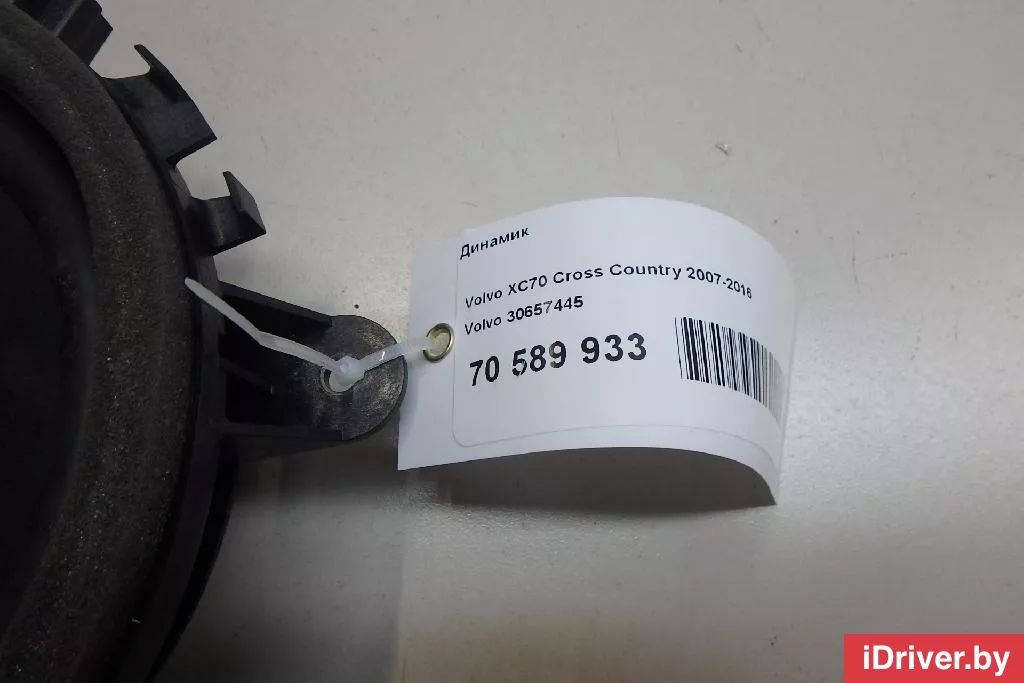 Динамик
Volvo XC70 Cross Country 2007-2016
Volvo 30657445
70 589 933
iDriver.by